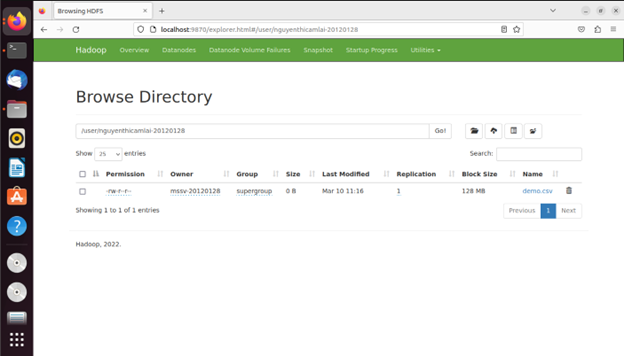 Browsing HDFS
localhost:9870/explorer.html#/user/nguyenthicamlai-20120128
Hadoop Overview Datanodes Datanode Volume Failures Snapshot Startup Progress Utilities
Browse Directory
/user/nguyenthicamlai-20120128 Go!
Show 25 entries Search:
Permission Owner Group Size Last Modified Replication Block Size Name
-rw-r--r-- mssv-20120128 supergroup 0 B Mar 10 11:16 1 128 MB demo.csv
Showing 1 to 1 of 1 entries Previous 1 Next
Hadoop, 2022.